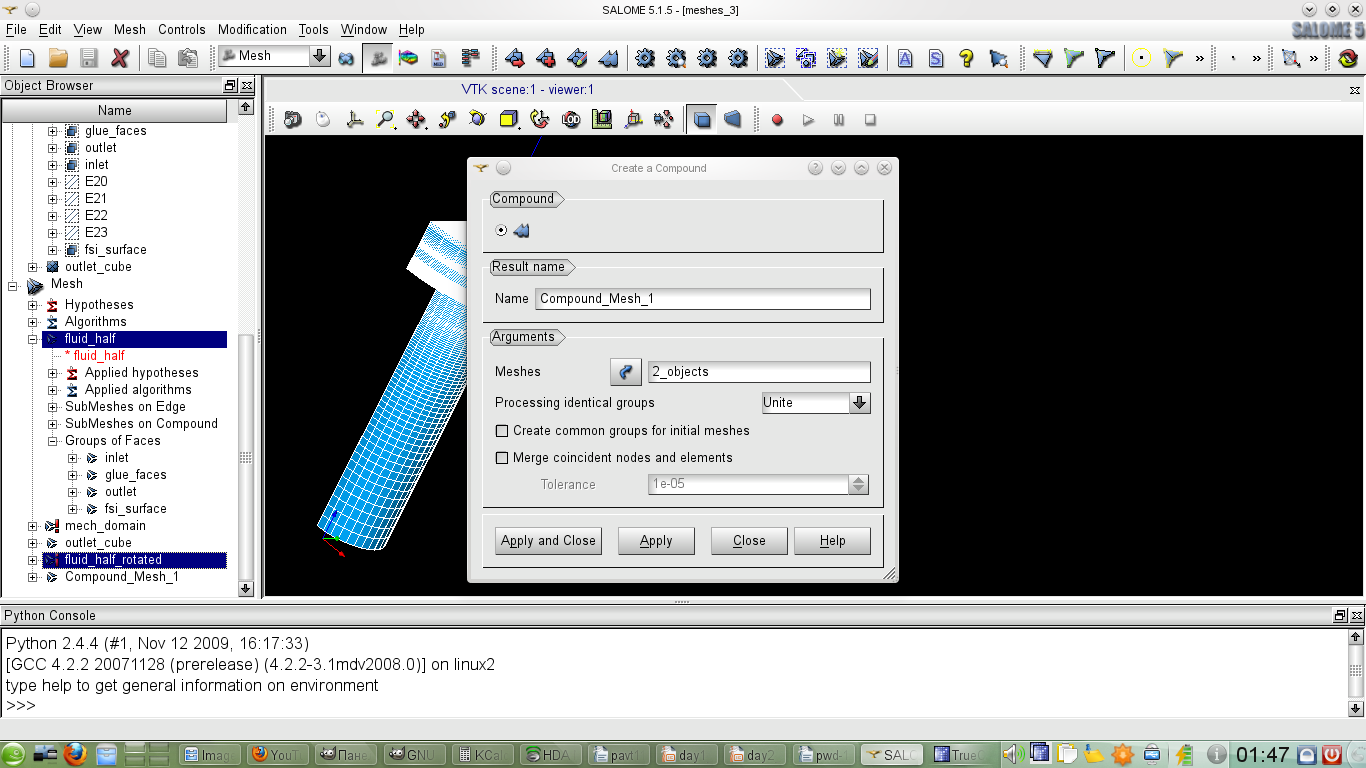 SALOME 5.1.5 - [meshes_3]
File Edit View Mesh Controls Modification Tools Window Help
SALOME 5
Mesh
Object Browser
Name
glue_faces
outlet
inlet
E20
E21
E22
E23
fsi_surface
outlet_cube
Mesh
Hypotheses
Algorithms
fluid_half
* fluid_half
Applied hypotheses
Applied algorithms
SubMeshes on Edge
SubMeshes on Compound
Groups of Faces
inlet
glue_faces
outlet
fsi_surface
mech_domain
outlet_cube
fluid_half_rotated
Compound_Mesh_1
VTK scene:1 - viewer:1
Create a Compound
Compound
Result name
Name Compound_Mesh_1
Arguments
Meshes 2_objects
Processing identical groups Unite
Create common groups for initial meshes
Merge coincident nodes and elements
Tolerance 1e-05
Apply and Close Apply Close Help
Python Console
Python 2.4.4 (#1, Nov 12 2009, 16:17:33)
[GCC 4.2.2 20071128 (prerelease) (4.2.2-3.1mdv2008.0)] on linux2
type help to get general information on environment
>>>
Imag YouT Пане GNU KCal HDA pavt1 day1 day2 pwd-1 SALO TrueC 01:47